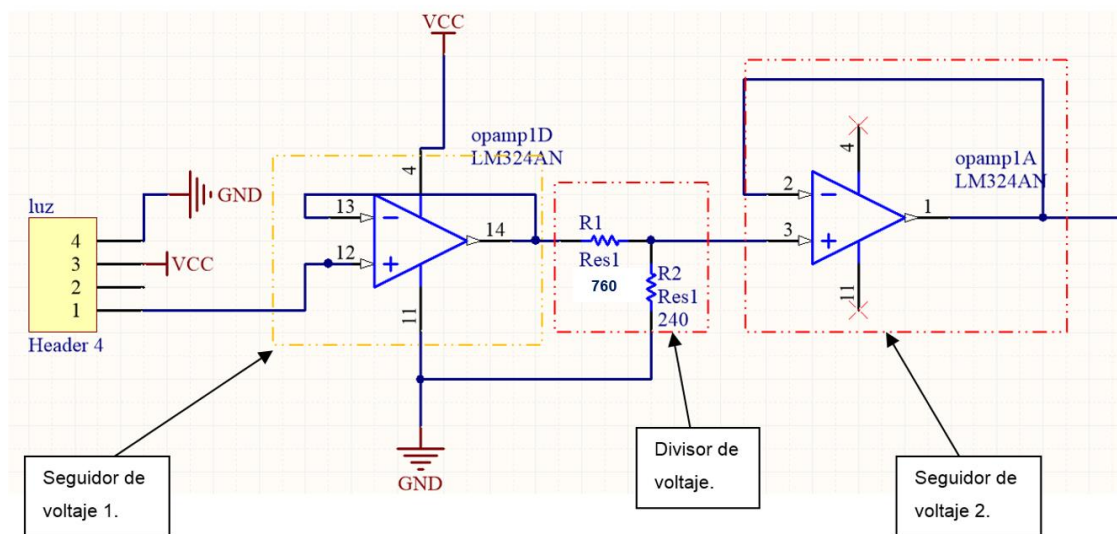 VCC
opamp1D
LM324AN
4
13
12
14
11
GND
luz
4
3
2
1
GND
VCC
Header 4
R1
Res1
760
R2
Res1
240
opamp1A
LM324AN
4
2
3
1
11
Seguidor de
voltaje 1.
Divisor de
voltaje.
Seguidor de
voltaje 2.